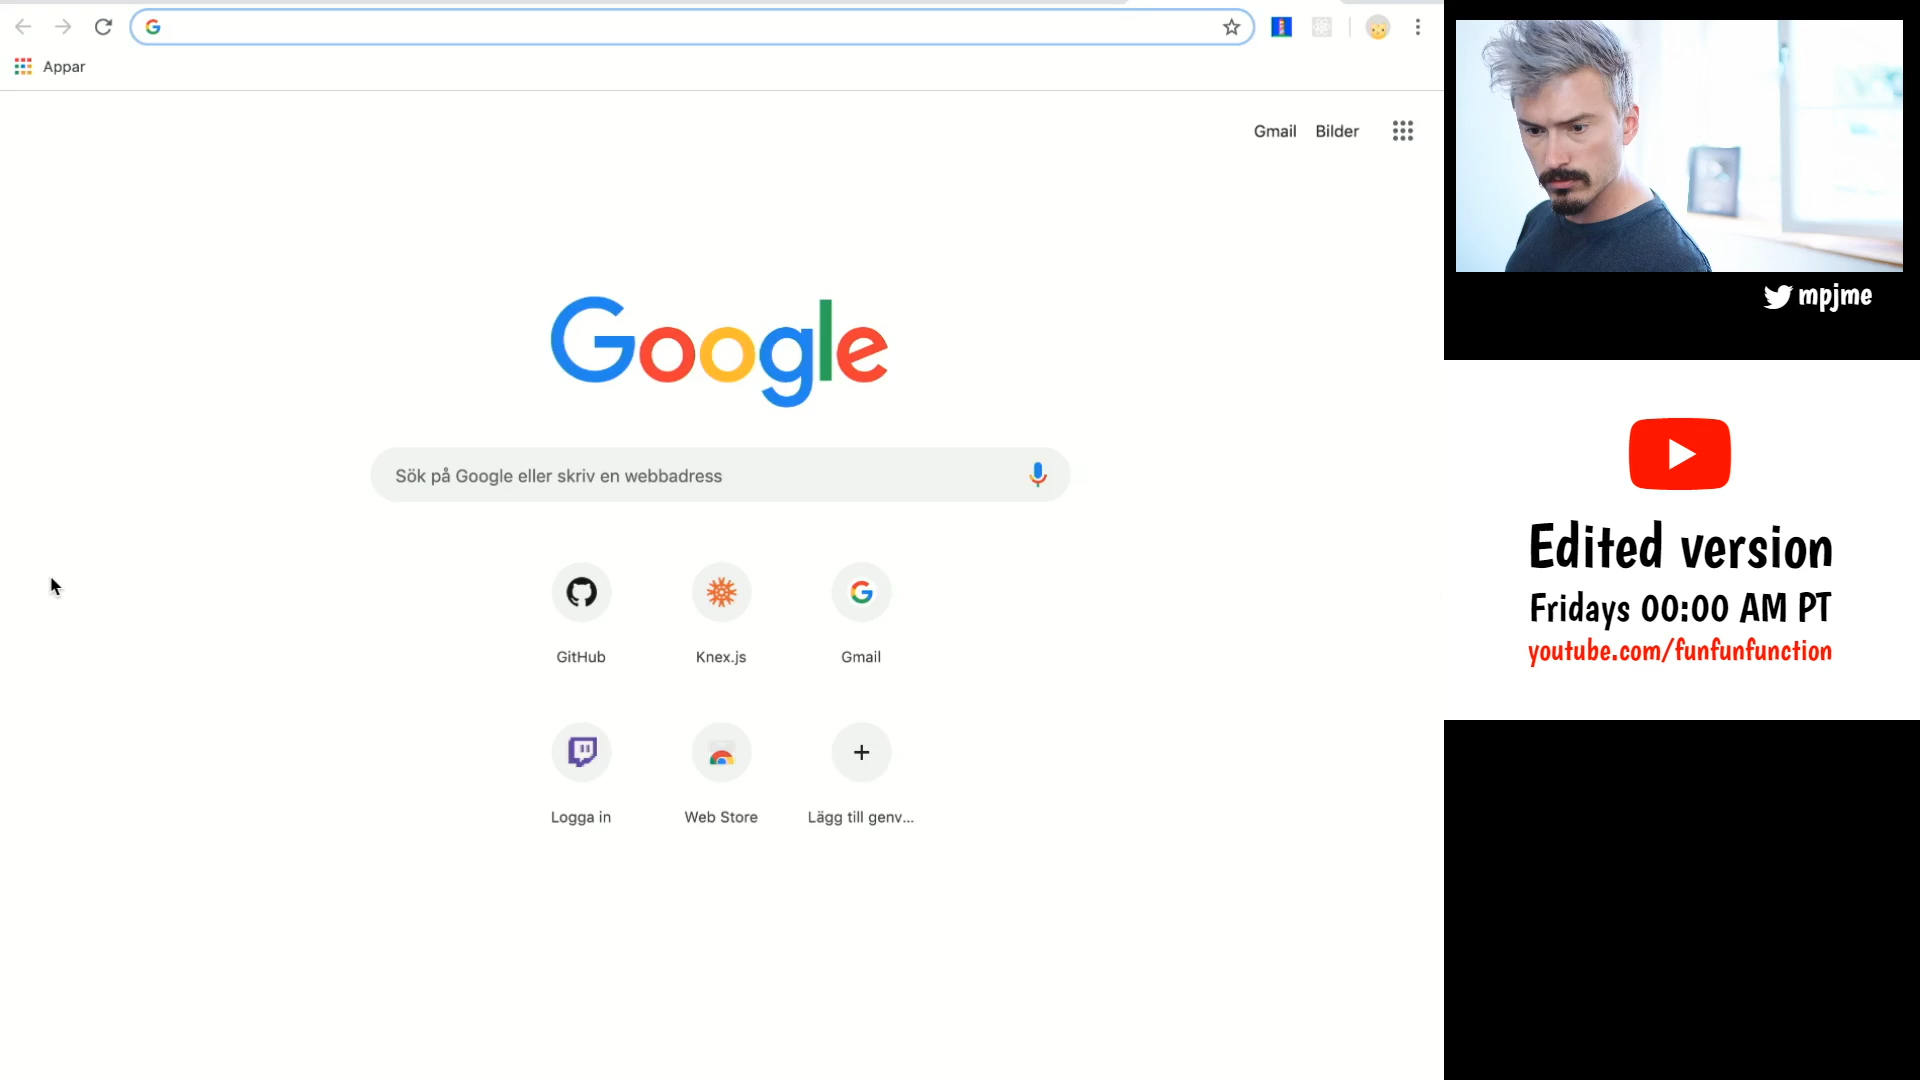 Appar
Gmail Bilder
Google
Sök på Google eller skriv en webbadress
GitHub Knex.js Gmail
Logga in Web Store Lägg till genv...
mpjme
Edited version
Fridays 00:00 AM PT
youtube.com/funfunfunction